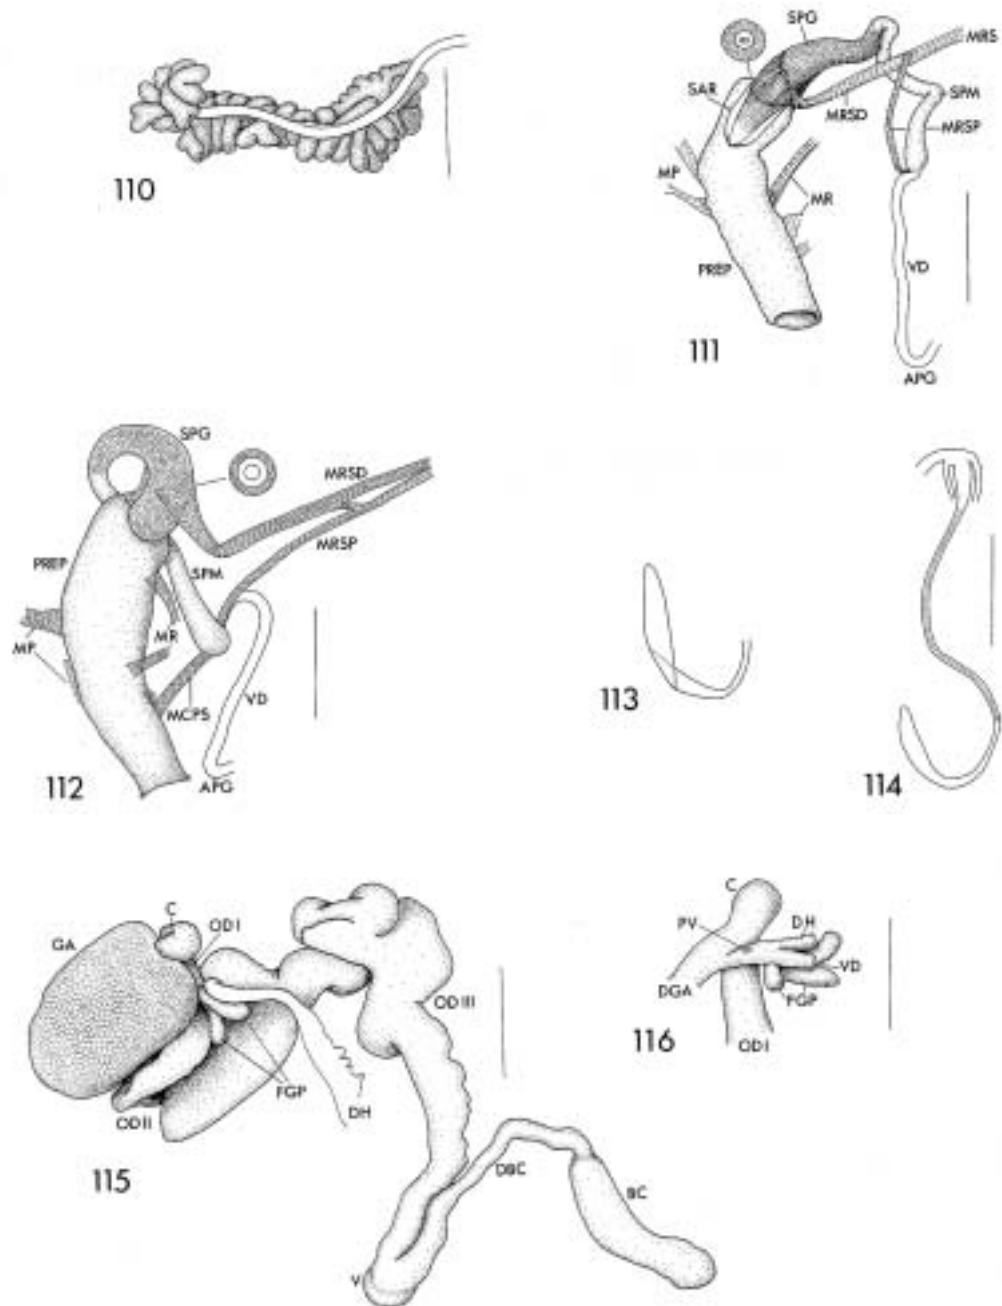 110
SPG
MRS
SAR
MRSD
SPM
MRSP
MP
MR
PREP
VD
111
APG
SPG
MRSD
MRSP
PREP
SPM
MP
MR
MCPS
VD
112
APG
113
114
C
GA
OD I
OD III
FGP
DH
OD II
115
DBC
BC
V
C
PV
DH
VD
DGA
FGP
116
OD I